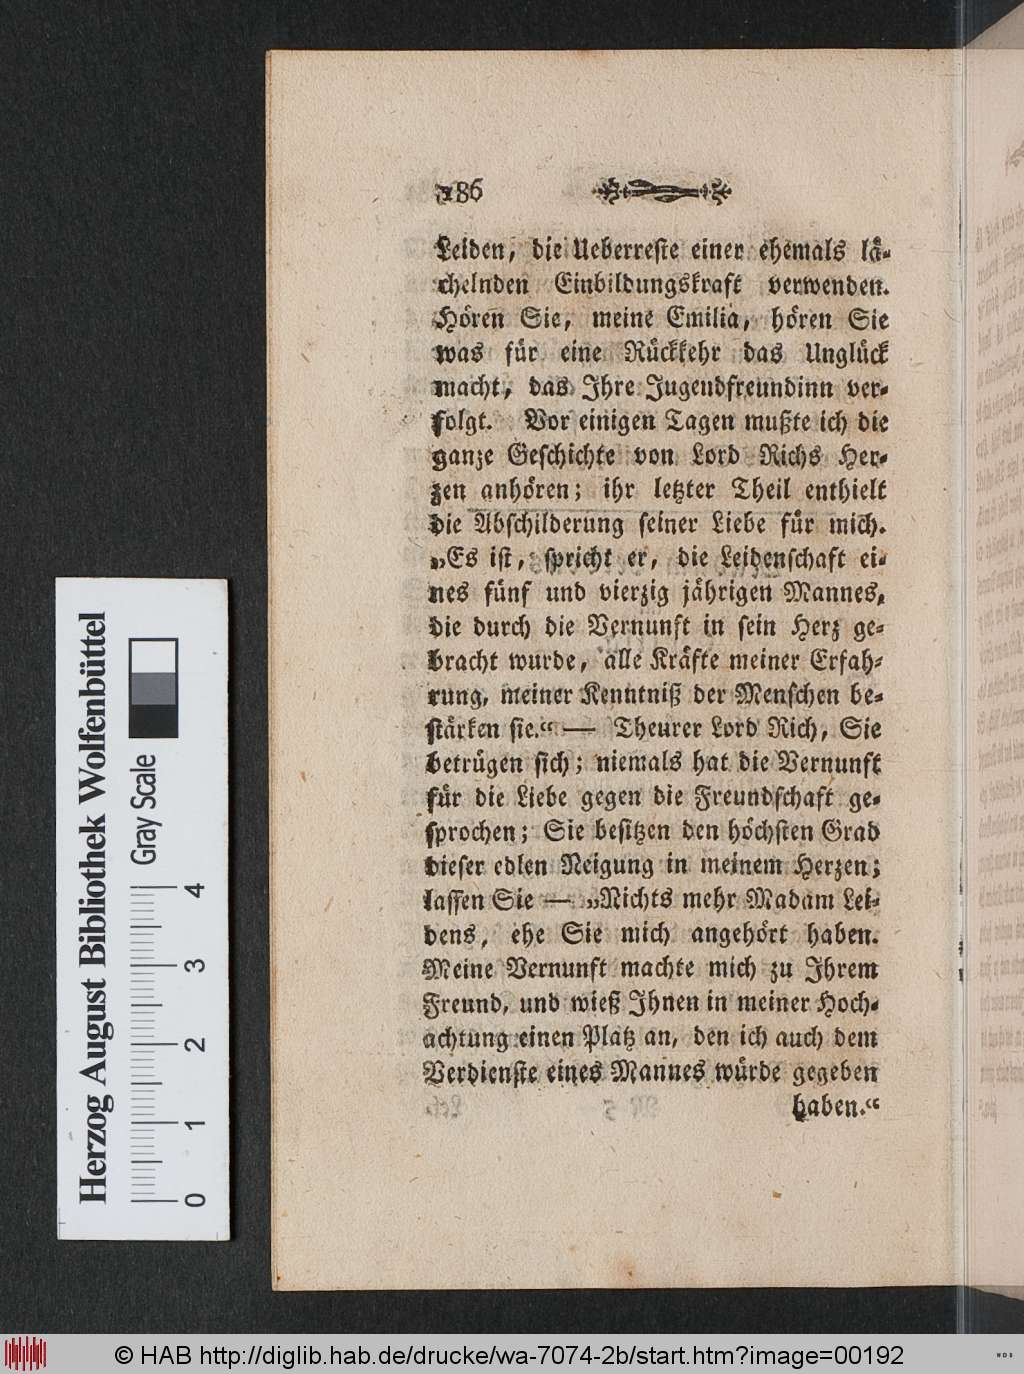 186
Leiden, die Ueberreſte einer ehemals lä-
chelnden Einbildungskraft verwenden.
Hören Sie, meine Emilia, hören Sie
was für eine Rückkehr das Unglück
macht, das Ihre Jugendfreundinn ver-
folgt. Vor einigen Tagen mußte ich die
ganze Geſchichte von Lord Richs Her-
zen anhören; ihr letzter Theil enthielt
die Abſchilderung ſeiner Liebe für mich.
„Es iſt, ſpricht er, die Leidenſchaft ei-
nes fünf und vierzig jährigen Mannes,
die durch die Vernunft in ſein Herz ge-
bracht wurde, alle Kräfte meiner Erfah-
rung, meiner Kenntniß der Menſchen be-
ſtärken ſie.“ — Theurer Lord Rich, Sie
betrügen ſich; niemals hat die Vernunft
für die Liebe gegen die Freundſchaft ge-
ſprochen; Sie beſitzen den höchſten Grad
dieſer edlen Neigung in meinem Herzen;
laſſen Sie — „Nichts mehr Madam Lei-
dens, ehe Sie mich angehört haben.
Meine Vernunft machte mich zu Ihrem
Freund, und wieß Ihnen in meiner Hoch-
achtung einen Platz an, den ich auch dem
Verdienſte eines Mannes würde gegeben
haben.“
Herzog August Bibliothek Wolfenbüttel
Gray Scale
0 1 2 3 4
© HAB http://diglib.hab.de/drucke/wa-7074-2b/start.htm?image=00192